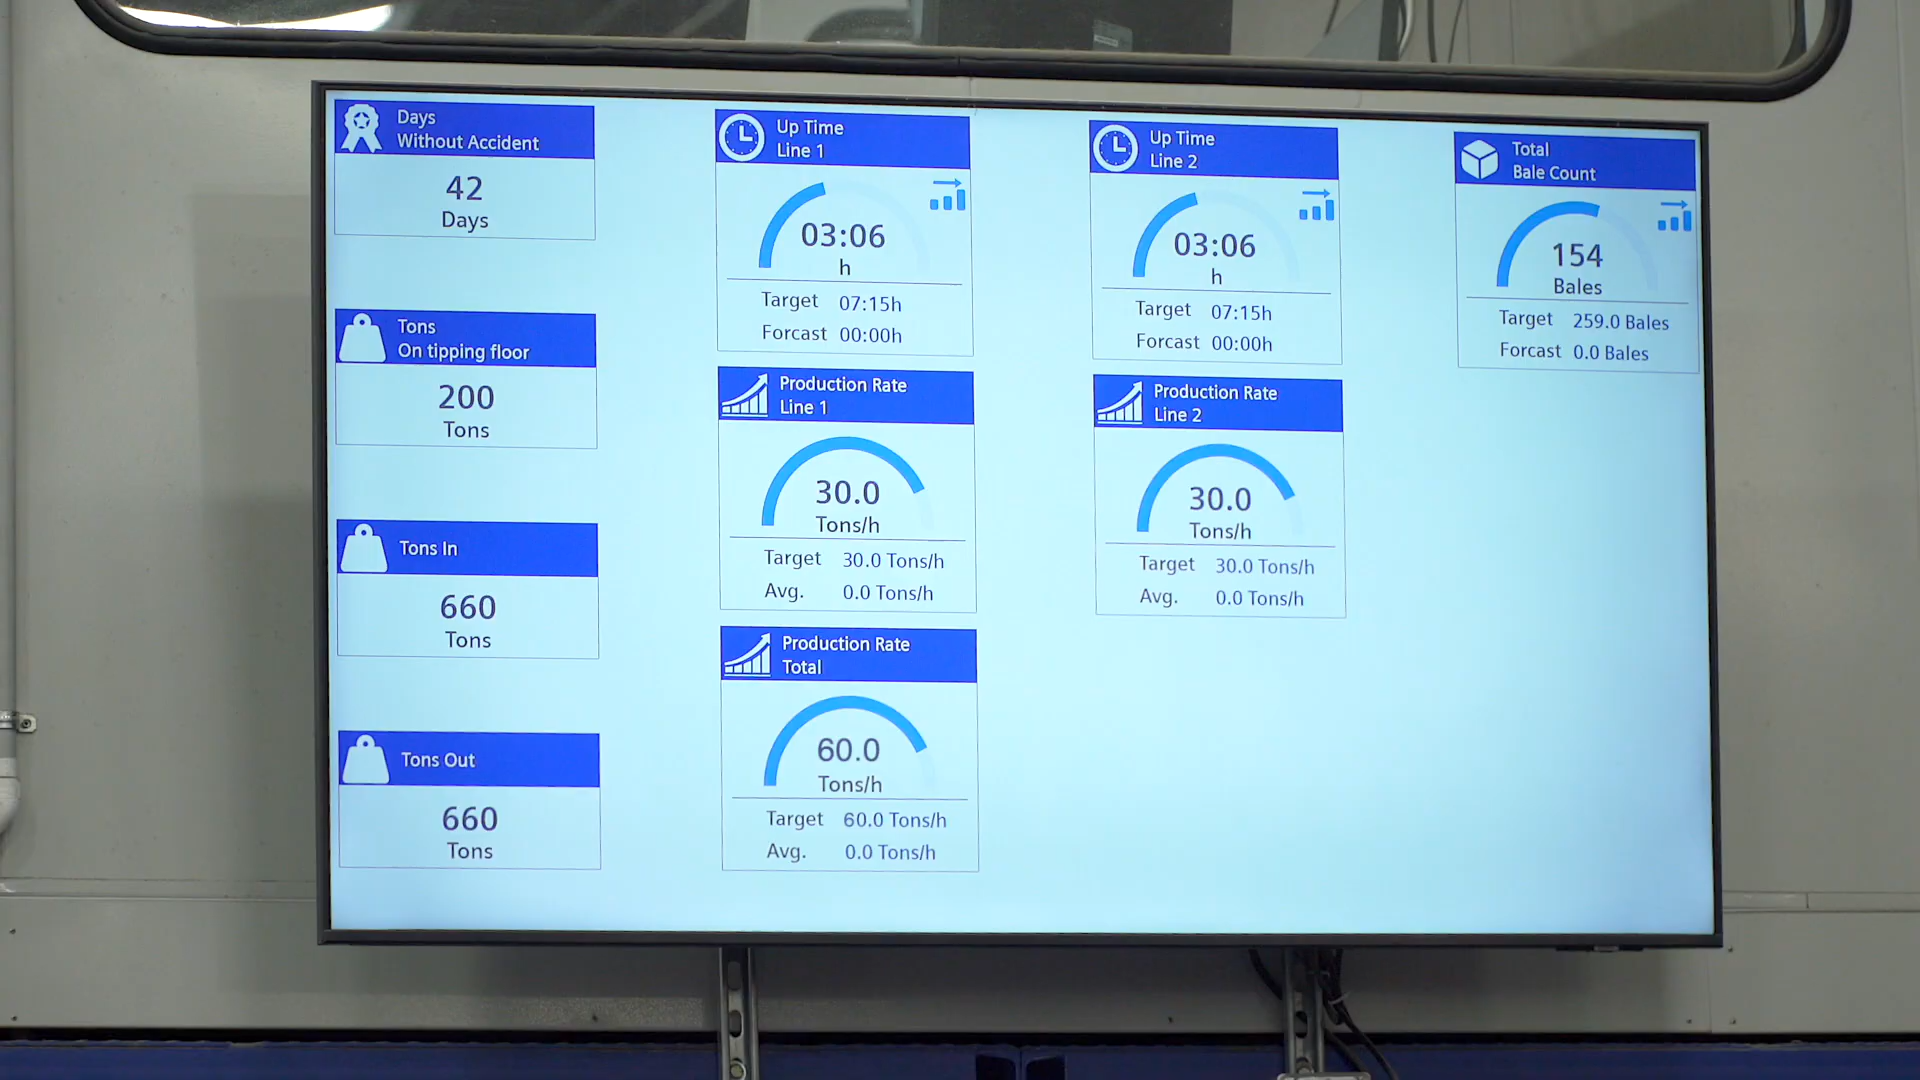 Days
Without Accident
42
Days
Tons
On tipping floor
200
Tons
Tons In
660
Tons
Tons Out
660
Tons
Up Time
Line 1
03:06
h
Target 07:15h
Forcast 00:00h
Production Rate
Line 1
30.0
Tons/h
Target 30.0 Tons/h
Avg. 0.0 Tons/h
Production Rate
Total
60.0
Tons/h
Target 60.0 Tons/h
Avg. 0.0 Tons/h
Up Time
Line 2
03:06
h
Target 07:15h
Forcast 00:00h
Production Rate
Line 2
30.0
Tons/h
Target 30.0 Tons/h
Avg. 0.0 Tons/h
Total
Bale Count
154
Bales
Target 259.0 Bales
Forcast 0.0 Bales